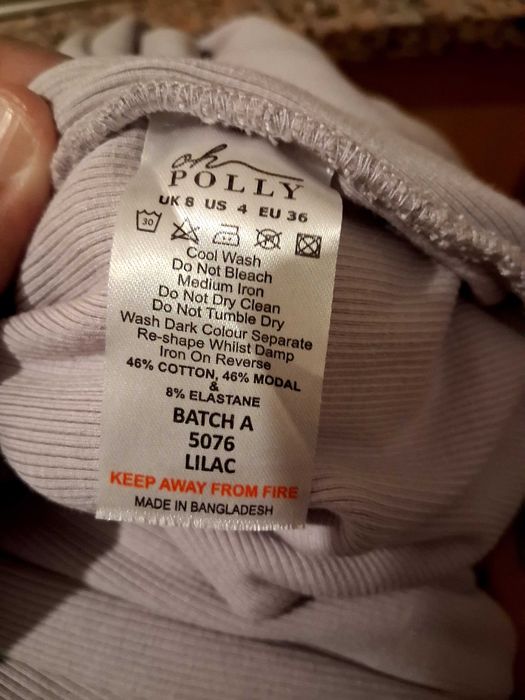 oh
POLLY
UK 8 US 4 EU 36
30
Cool Wash
Do Not Bleach
Medium Iron
Do Not Dry Clean
Do Not Tumble Dry
Wash Dark Colour Separate
Re-shape Whilst Damp
Iron On Reverse
46% COTTON, 46% MODAL
&
8% ELASTANE
BATCH A
5076
LILAC
KEEP AWAY FROM FIRE
MADE IN BANGLADESH